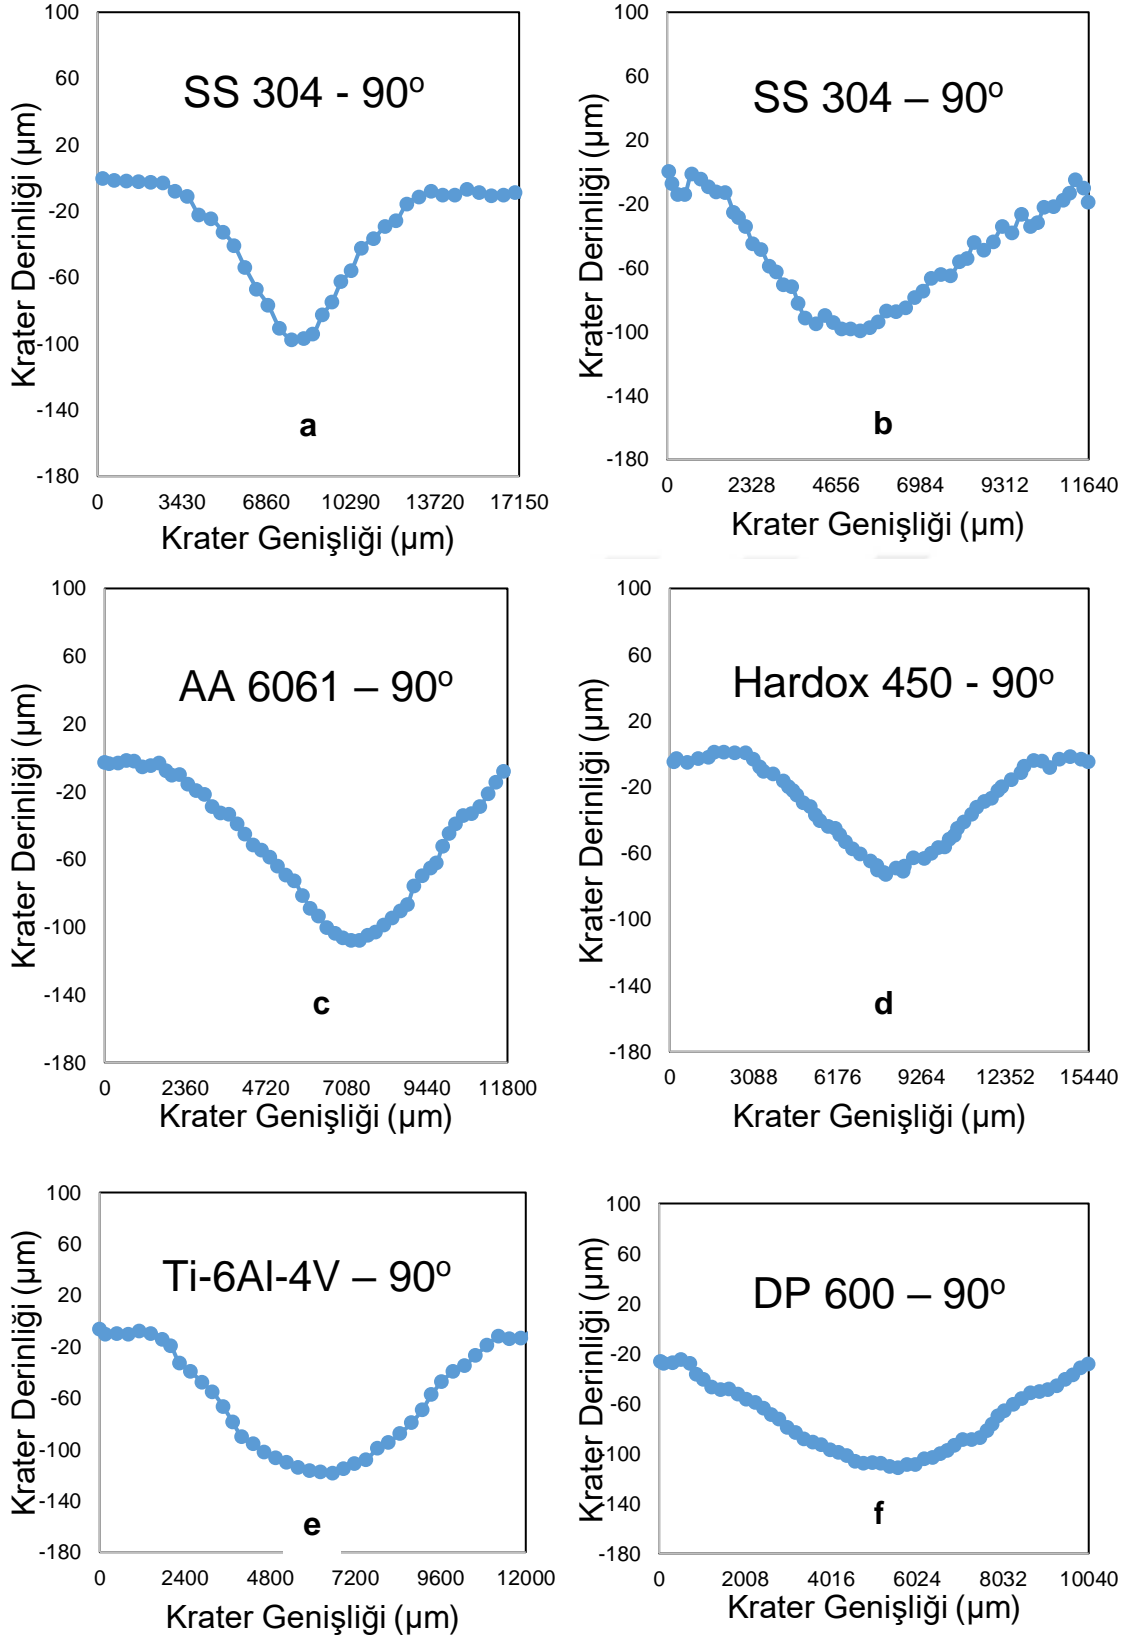 100
60
20
-20
-60
-100
-140
-180
Krater Derinliği (µm)
SS 304 - 90º
a
0 3430 6860 10290 13720 17150
Krater Genişliği (µm)
100
60
20
-20
-60
-100
-140
-180
Krater Derinliği (µm)
SS 304 – 90º
b
0 2328 4656 6984 9312 11640
Krater Genişliği (µm)
100
60
20
-20
-60
-100
-140
-180
Krater Derinliği (µm)
AA 6061 – 90º
c
0 2360 4720 7080 9440 11800
Krater Genişliği (µm)
100
60
20
-20
-60
-100
-140
-180
Krater Derinliği (µm)
Hardox 450 - 90º
d
0 3088 6176 9264 12352 15440
Krater Genişliği (µm)
100
60
20
-20
-60
-100
-140
-180
Krater Derinliği (µm)
Ti-6Al-4V – 90º
e
0 2400 4800 7200 9600 12000
Krater Genişliği (µm)
100
60
20
-20
-60
-100
-140
-180
Krater Derinliği (µm)
DP 600 – 90º
f
0 2008 4016 6024 8032 10040
Krater Genişliği (µm)